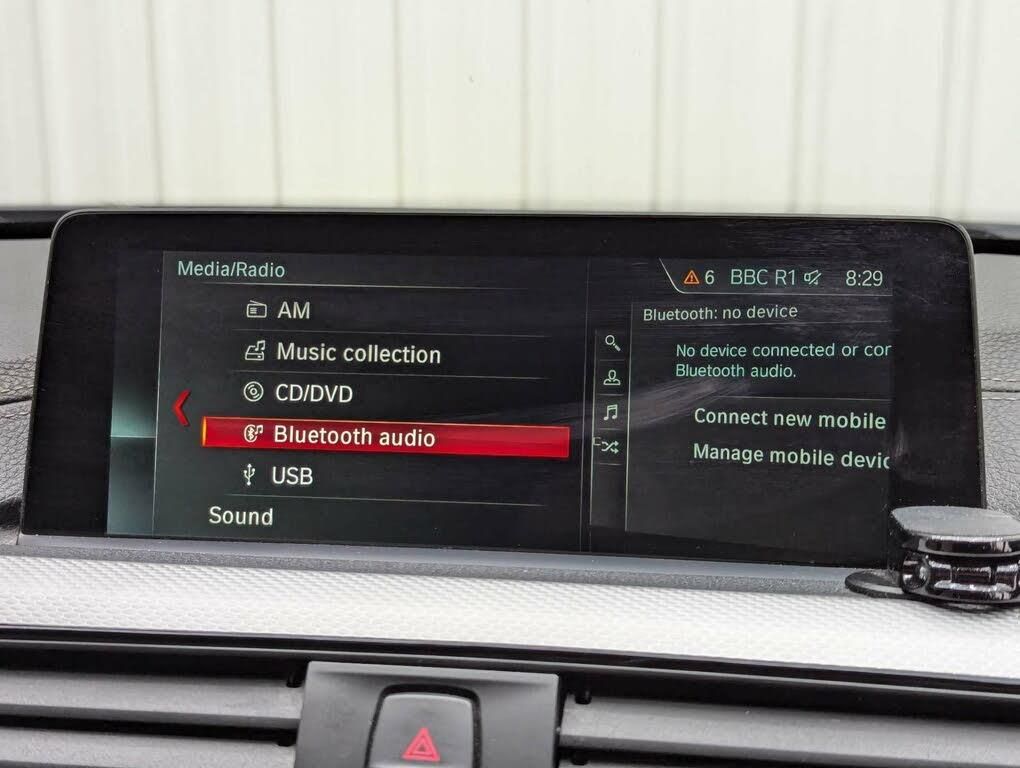 Media/Radio
AM
Music collection
CD/DVD
Bluetooth audio
USB
Sound
6 BBC R1 8:29
Bluetooth: no device
No device connected or cor
Bluetooth audio.
Connect new mobile
Manage mobile devic